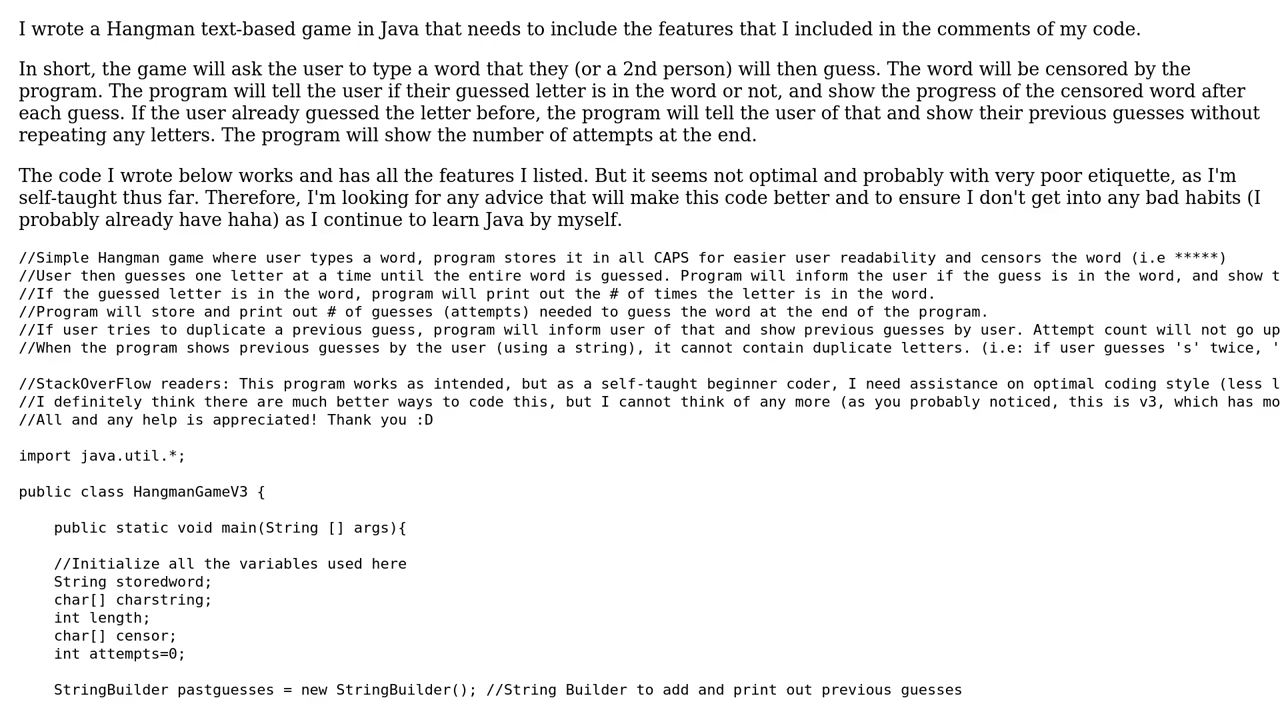 I wrote a Hangman text-based game in Java that needs to include the features that I included in the comments of my code.
In short, the game will ask the user to type a word that they (or a 2nd person) will then guess. The word will be censored by the
program. The program will tell the user if their guessed letter is in the word or not, and show the progress of the censored word after
each guess. If the user already guessed the letter before, the program will tell the user of that and show their previous guesses without
repeating any letters. The program will show the number of attempts at the end.
The code I wrote below works and has all the features I listed. But it seems not optimal and probably with very poor etiquette, as I'm
self-taught thus far. Therefore, I'm looking for any advice that will make this code better and to ensure I don't get into any bad habits (I
probably already have haha) as I continue to learn Java by myself.
//Simple Hangman game where user types a word, program stores it in all CAPS for easier user readability and censors the word (i.e *****)
//User then guesses one letter at a time until the entire word is guessed. Program will inform the user if the guess is in the word, and show t
//If the guessed letter is in the word, program will print out the # of times the letter is in the word.
//Program will store and print out # of guesses (attempts) needed to guess the word at the end of the program.
//If user tries to duplicate a previous guess, program will inform user of that and show previous guesses by user. Attempt count will not go up
//When the program shows previous guesses by the user (using a string), it cannot contain duplicate letters. (i.e: if user guesses 's' twice, '
//StackOverFlow readers: This program works as intended, but as a self-taught beginner coder, I need assistance on optimal coding style (less l
//I definitely think there are much better ways to code this, but I cannot think of any more (as you probably noticed, this is v3, which has mo
//All and any help is appreciated! Thank you :D
import java.util.*;
public class HangmanGameV3 {
public static void main(String [] args){
//Initialize all the variables used here
String storedword;
char[] charstring;
int length;
char[] censor;
int attempts=0;
StringBuilder pastguesses = new StringBuilder(); //String Builder to add and print out previous guesses